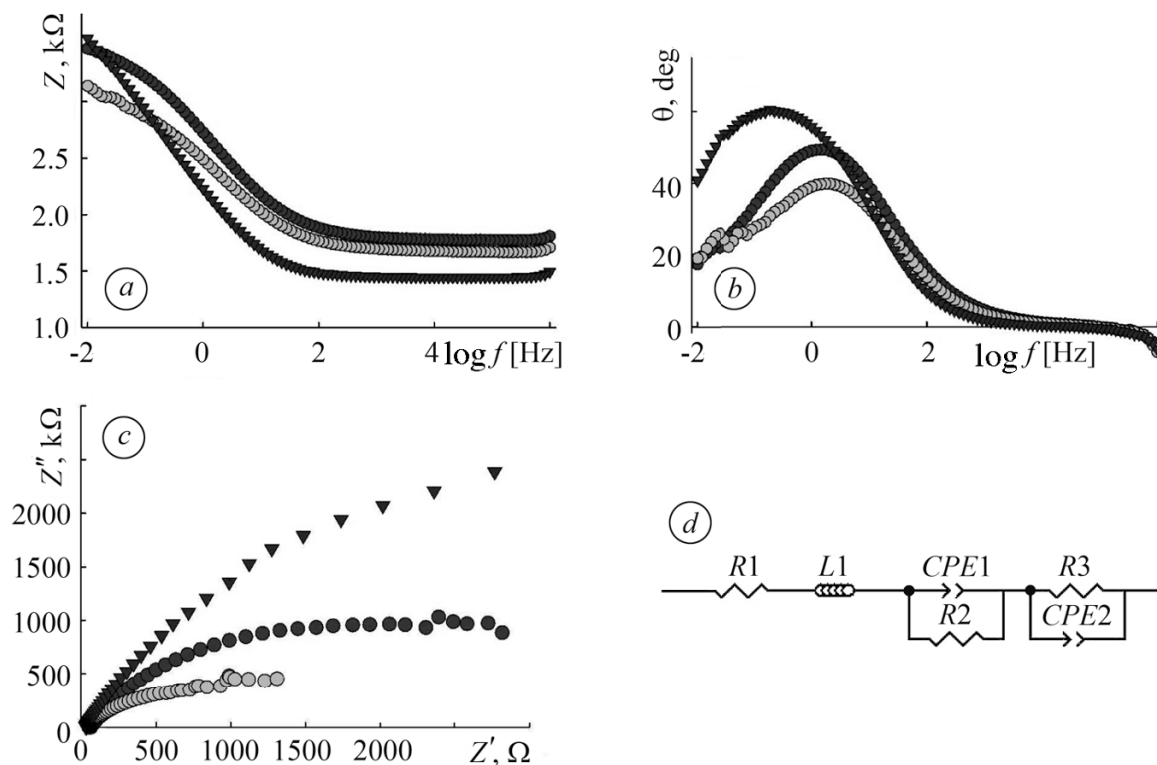 Z, kΩ
2.5
2.0
1.5
1.0
-2
0
2
4
log f [Hz]
a
θ, deg
40
20
0
-2
0
2
log f [Hz]
b
Z″, kΩ
2000
1500
1000
500
0
0
500
1000
1500
2000
Z′, Ω
c
d
R1
L1
CPE1
R2
R3
CPE2